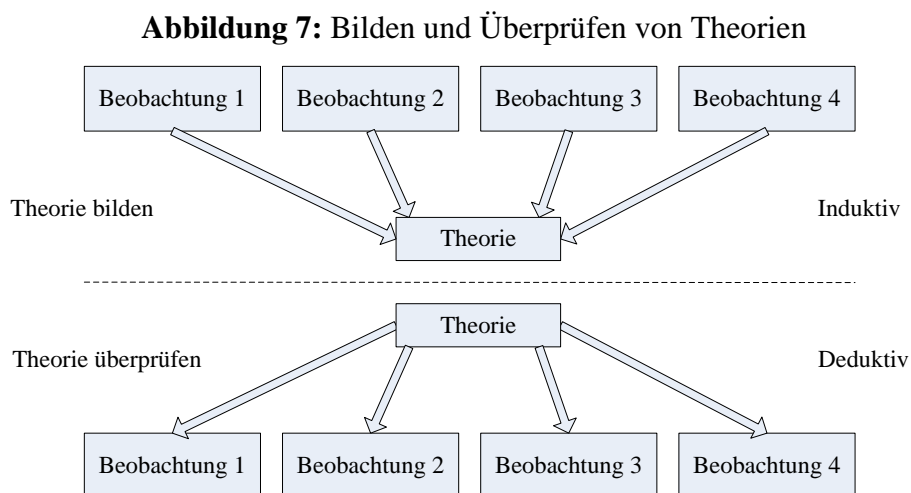 Abbildung 7: Bilden und Überprüfen von Theorien
Beobachtung 1
Beobachtung 2
Beobachtung 3
Beobachtung 4
Theorie bilden
Induktiv
Theorie
Theorie
Theorie überprüfen
Deduktiv
Beobachtung 1
Beobachtung 2
Beobachtung 3
Beobachtung 4